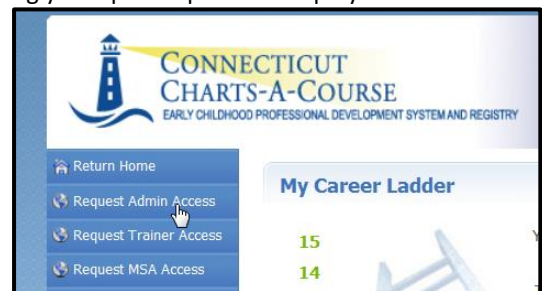 CONNECTICUT
CHARTS-A-COURSE
EARLY CHILDHOOD PROFESSIONAL DEVELOPMENT SYSTEM AND REGISTRY
Return Home
Request Admin Access
Request Trainer Access
Request MSA Access
My Career Ladder
15
14